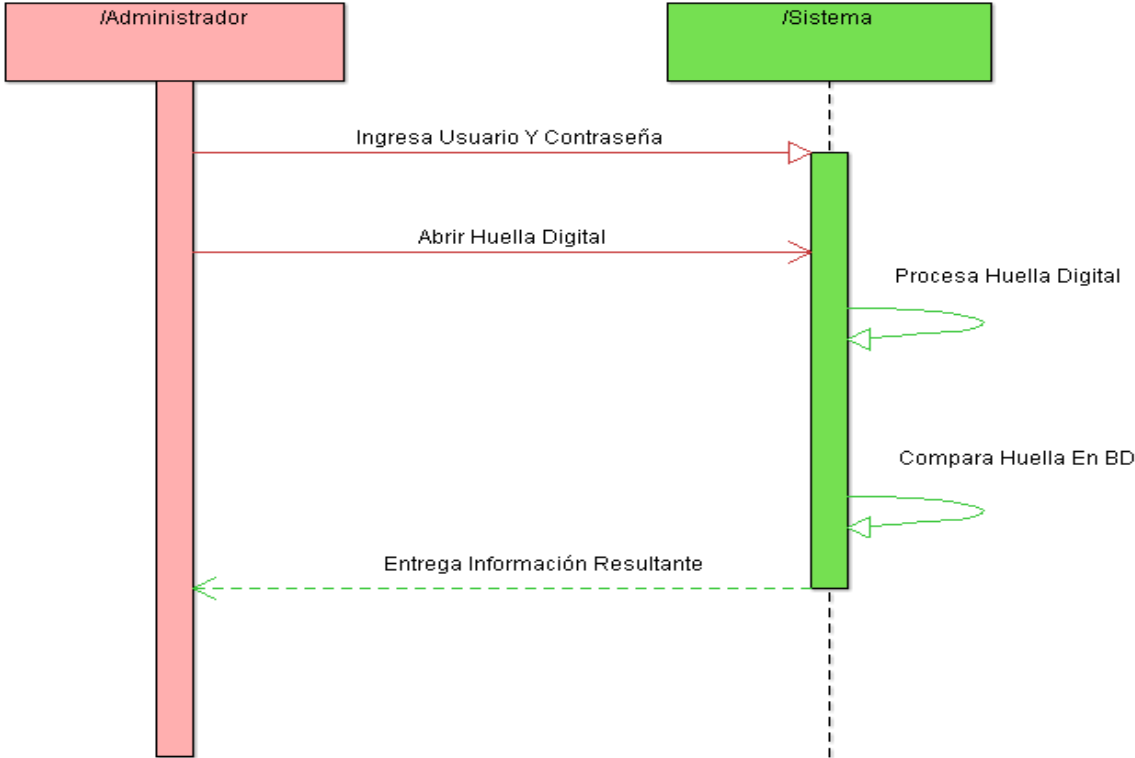 /Administrador
/Sistema
Ingresa Usuario Y Contraseña
Abrir Huella Digital
Procesa Huella Digital
Compara Huella En BD
Entrega Información Resultante